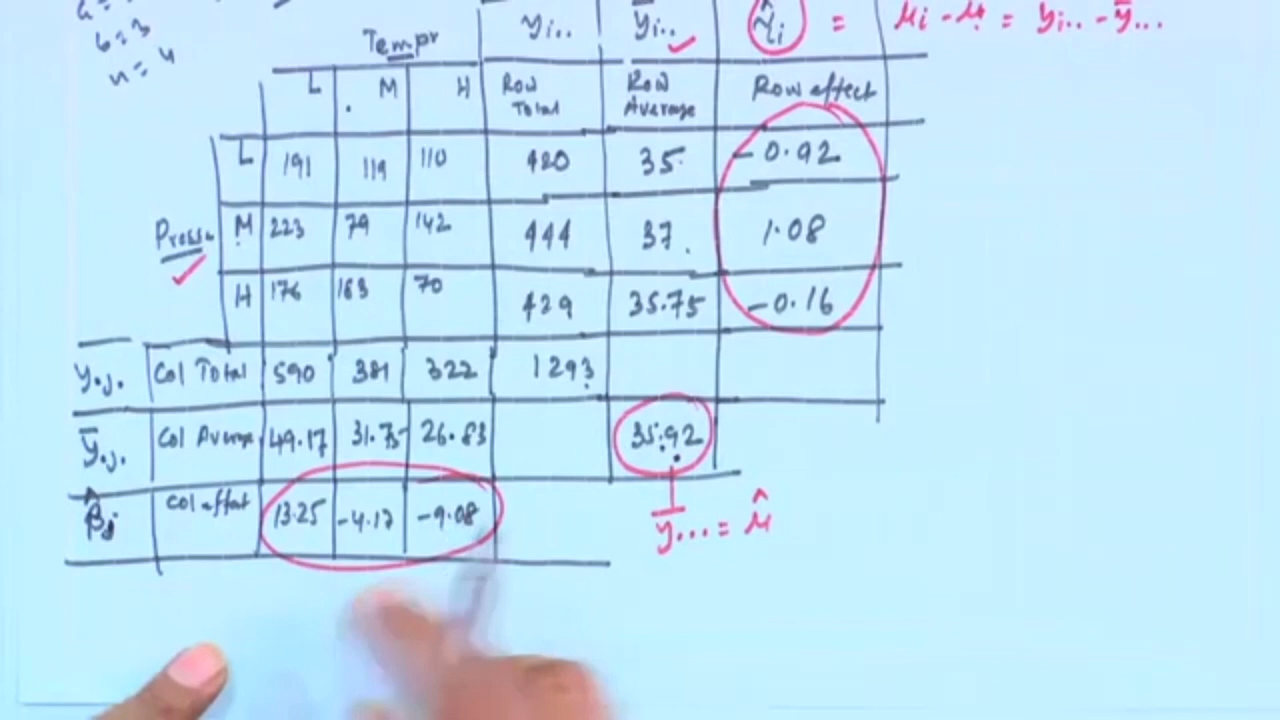 b = 3
n = 4
Tempr
yi.. ȳi.. τ̂i = μi - μ = yi.. - ȳ...
L M H Row Total Row Average Row effect
L 191 119 110 420 35 -0.92
Press M 223 79 142 444 37 1.08
H 176 183 70 429 35.75 -0.16
y.j. Col Total 590 381 322 1293
ȳ.j. Col Average 49.17 31.75 26.83 35.92
β̂j Col effat 13.25 -4.17 -9.08
ȳ... = μ̂